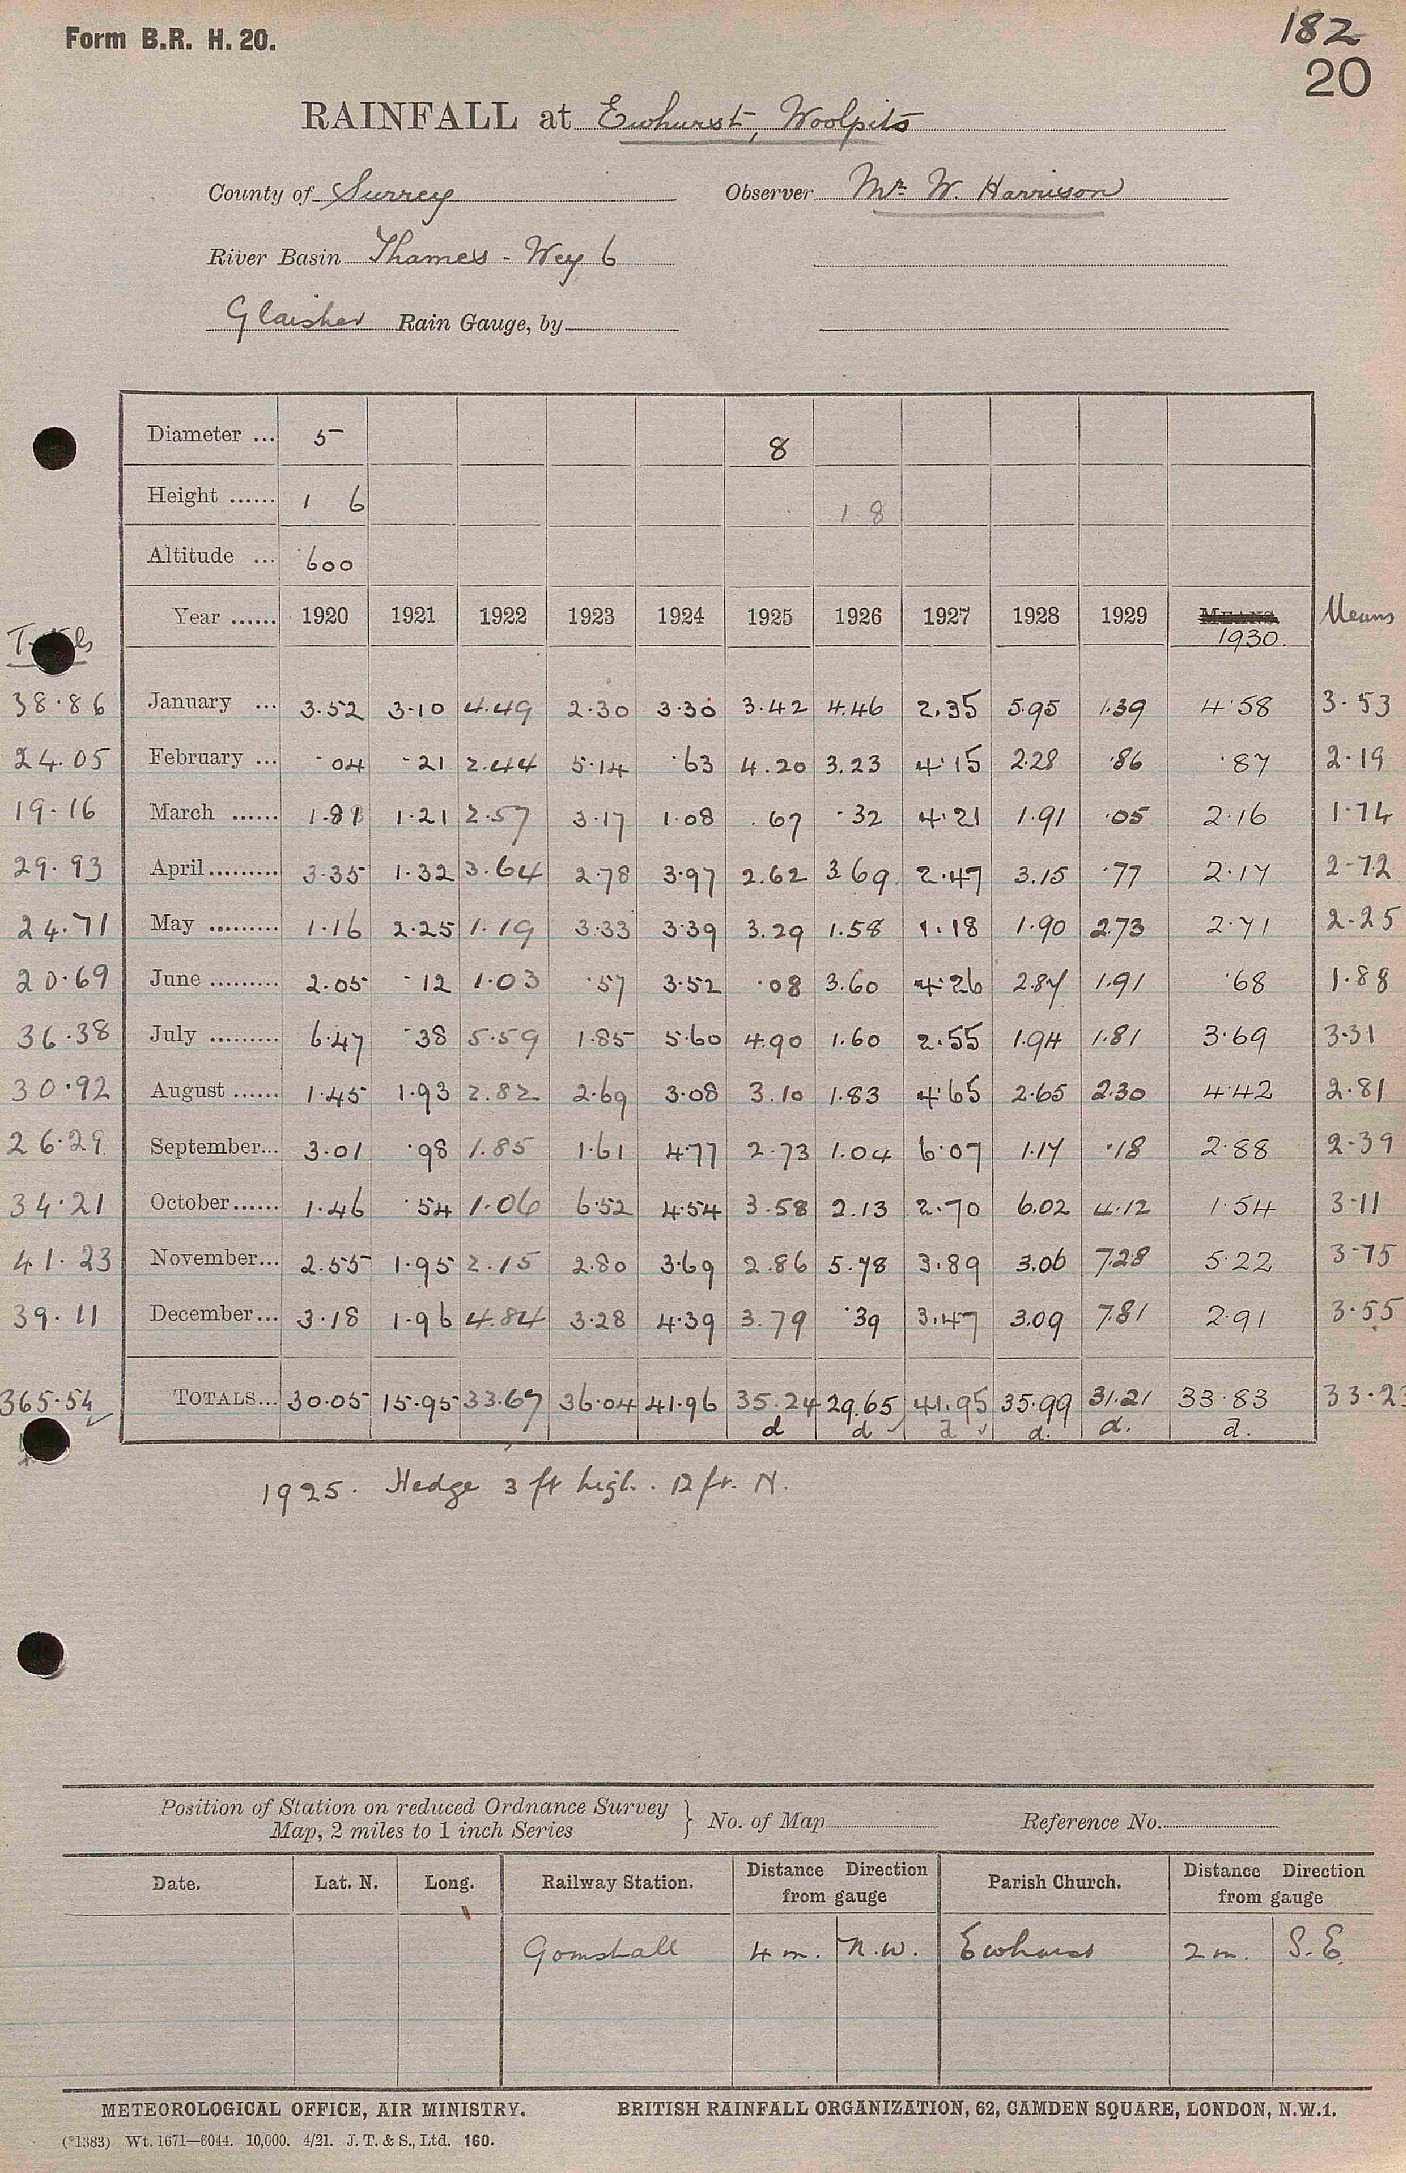 Form B.R. H. 20.
182
20
RAINFALL at Ewhurst, Woolpits
County of Surrey Observer Mr. W. Harrison
River Basin Thames - Wey 6
Glaisher Rain Gauge, by
Diameter ... 5 8
Height ...... 1 6 1 8
Altitude ... 600
Totals Year ...... 1920 1921 1922 1923 1924 1925 1926 1927 1928 1929 MEANS 1930. Means
38.86 January ... 3.52 3.10 4.49 2.30 3.30 3.42 4.46 2.35 5.95 1.39 4.58 3.53
24.05 February ... .04 .21 2.44 5.14 .63 4.20 3.23 4.15 2.28 .86 .87 2.19
19.16 March ...... 1.81 1.21 2.57 3.17 1.08 .67 .32 4.21 1.91 .05 2.16 1.74
29.93 April ......... 3.35 1.32 3.64 2.78 3.97 2.62 3.69 2.47 3.15 .77 2.17 2.72
24.71 May ......... 1.16 2.25 1.19 3.33 3.39 3.29 1.58 1.18 1.90 2.73 2.71 2.25
20.69 June ......... 2.05 .12 1.03 .57 3.52 .08 3.60 4.26 2.87 1.91 .68 1.88
36.38 July ......... 6.47 .38 5.59 1.85 5.60 4.90 1.60 2.55 1.94 1.81 3.69 3.31
30.92 August ...... 1.45 1.93 2.82 2.69 3.08 3.10 1.83 4.65 2.65 2.30 4.42 2.81
26.29 September... 3.01 .98 1.85 1.61 4.77 2.73 1.04 6.07 1.17 .18 2.88 2.39
34.21 October...... 1.46 .54 1.06 6.52 4.54 3.58 2.13 2.70 6.02 4.12 1.54 3.11
41.23 November... 2.55 1.95 2.15 2.80 3.69 2.86 5.78 3.89 3.06 7.28 5.22 3.75
39.11 December... 3.18 1.96 4.84 3.28 4.39 3.79 .39 3.47 3.09 7.81 2.91 3.55
365.54 TOTALS... 30.05 15.95 33.67 36.04 41.96 35.24 29.65 41.95 35.99 31.21 33.83 33.23
d d d d. d. d.
1925. Hedge 3 ft high. 12 ft. N.
Position of Station on reduced Ordnance Survey Map, 2 miles to 1 inch Series } No. of Map Reference No.
Date. Lat. N. Long. Railway Station. Distance Direction from gauge Parish Church. Distance Direction from gauge
Gomshall 4 m. N.W. Ewhurst 2 m. S.E.
METEOROLOGICAL OFFICE, AIR MINISTRY. BRITISH RAINFALL ORGANIZATION, 62, CAMDEN SQUARE, LONDON, N.W.1.
(*1383) Wt. 1671—6044. 10,000. 4/21. J. T. & S., Ltd. 160.